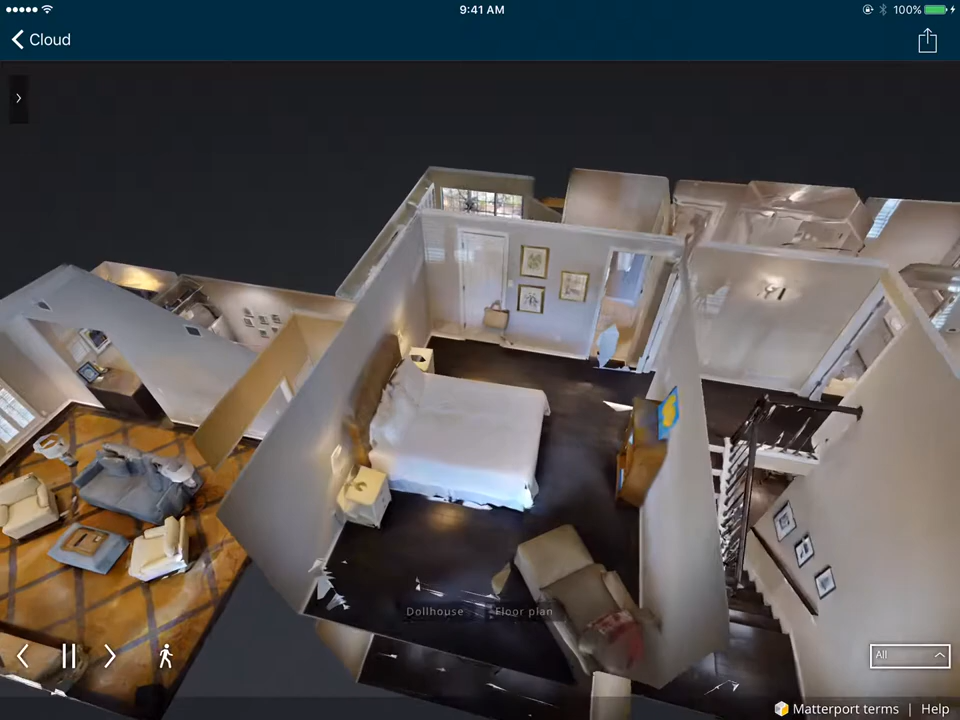 9:41 AM
100%
Cloud
Dollhouse
Floor plan
All
Matterport terms | Help